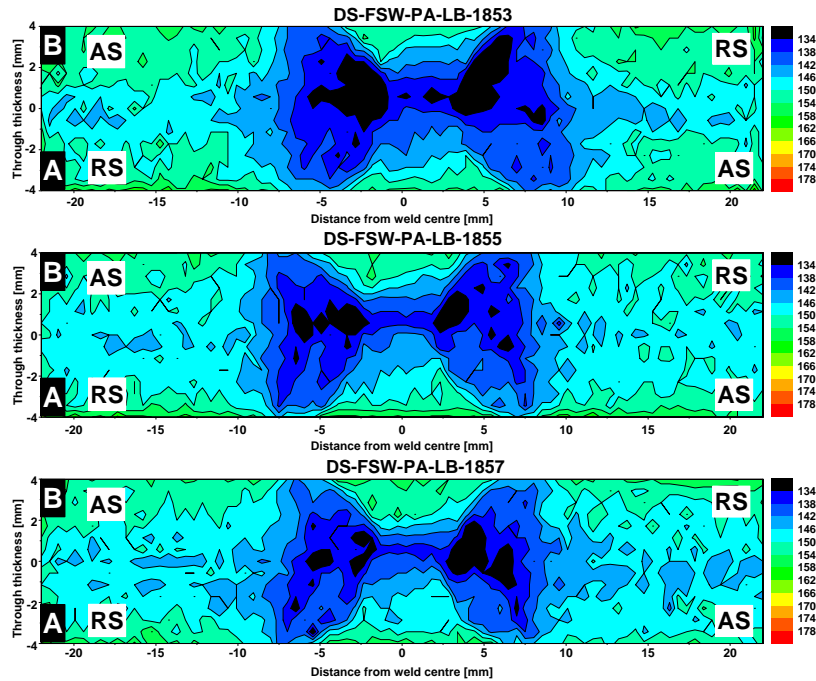 DS-FSW-PA-LB-1853
Through thickness [mm]
4
2
0
-2
-4
B
AS
RS
A
RS
AS
134
138
142
146
150
154
158
162
166
170
174
178
-20 -15 -10 -5 0 5 10 15 20
Distance from weld centre [mm]
DS-FSW-PA-LB-1855
Through thickness [mm]
4
2
0
-2
-4
B
AS
RS
A
RS
AS
134
138
142
146
150
154
158
162
166
170
174
178
-20 -15 -10 -5 0 5 10 15 20
Distance from weld centre [mm]
DS-FSW-PA-LB-1857
Through thickness [mm]
4
2
0
-2
-4
B
AS
RS
A
RS
AS
134
138
142
146
150
154
158
162
166
170
174
178
-20 -15 -10 -5 0 5 10 15 20
Distance from weld centre [mm]